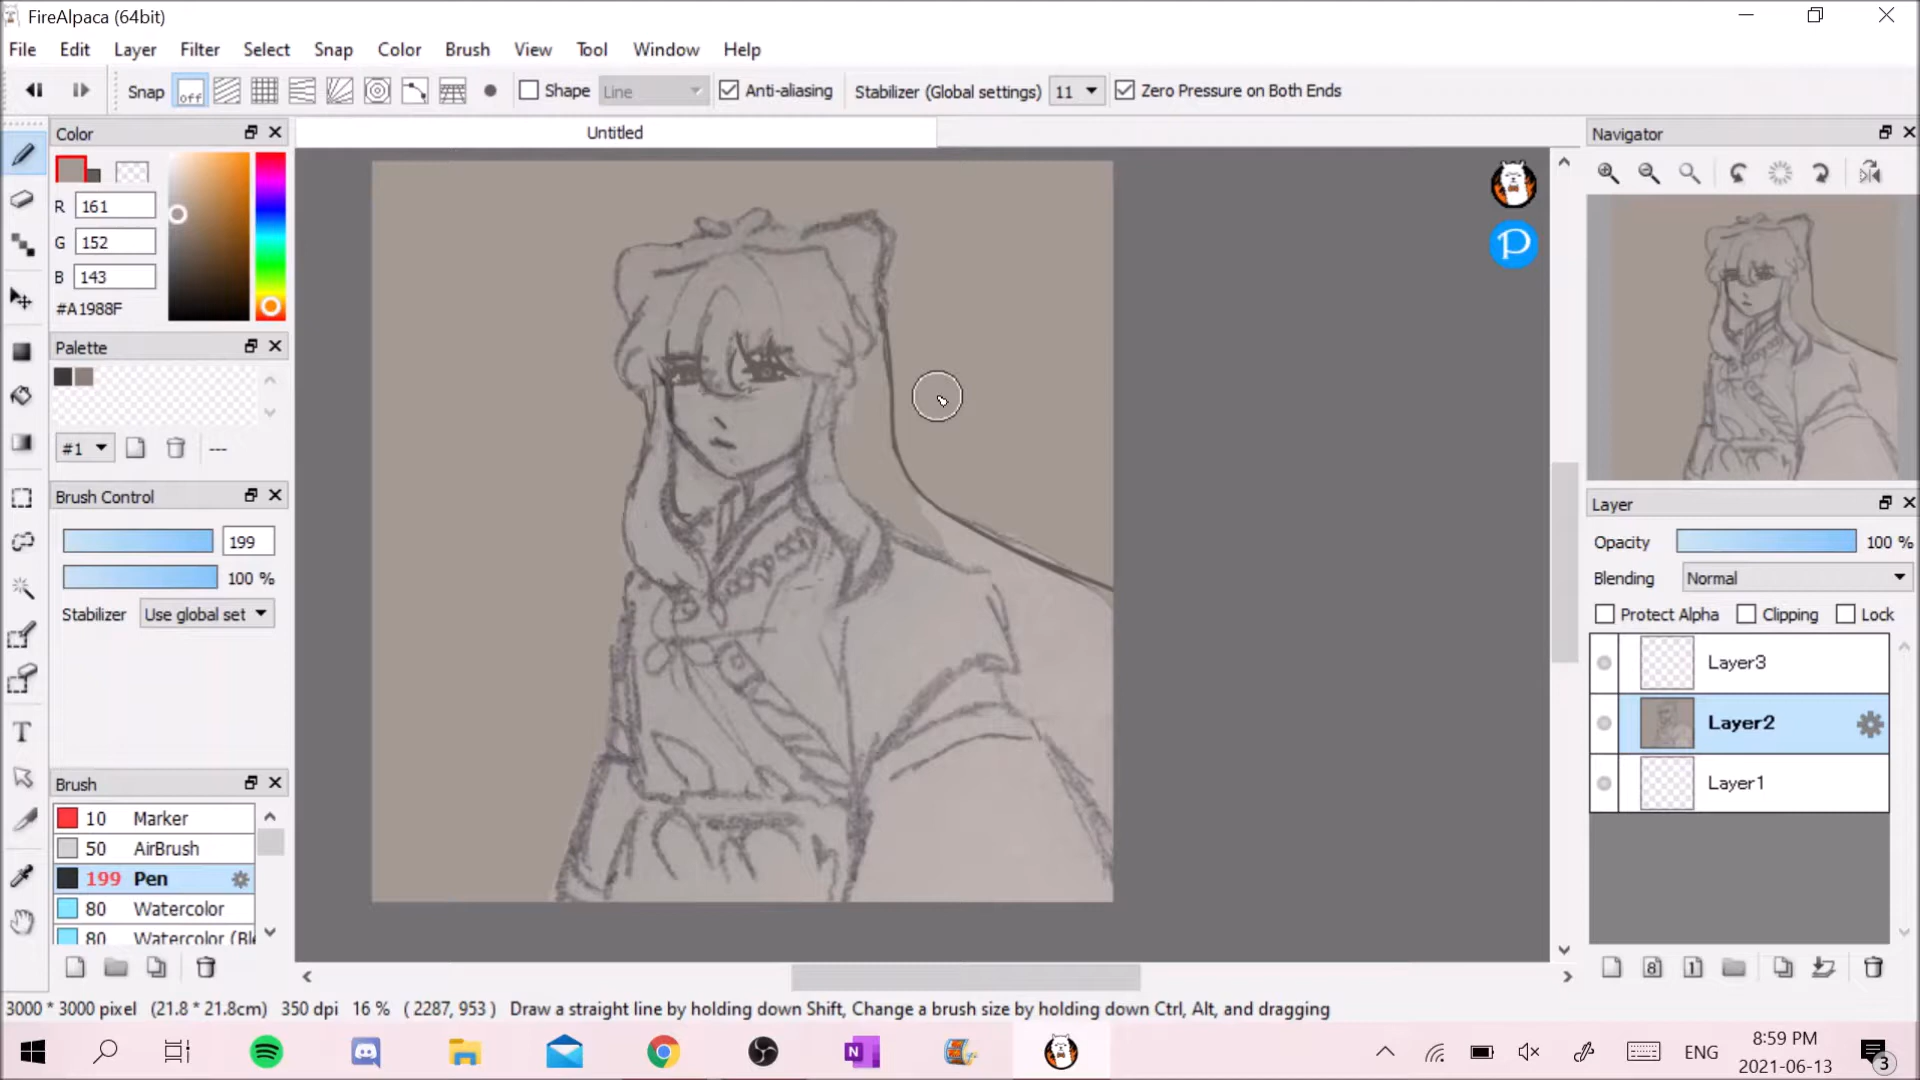 FireAlpaca (64bit)
File Edit Layer Filter Select Snap Color Brush View Tool Window Help
Snap off Shape Line Anti-aliasing Stabilizer (Global settings) 11 Zero Pressure on Both Ends
Color
R 161
G 152
B 143
#A1988F
Palette
#1 ---
Brush Control
199
100 %
Stabilizer Use global set
Brush
10 Marker
50 AirBrush
199 Pen
80 Watercolor
80 Watercolor (Ble
Untitled
P
Navigator
Layer
Opacity 100 %
Blending Normal
Protect Alpha Clipping Lock
Layer3
Layer2
Layer1
8 1
3000 * 3000 pixel (21.8 * 21.8cm) 350 dpi 16 % ( 2287, 953 ) Draw a straight line by holding down Shift, Change a brush size by holding down Ctrl, Alt, and dragging
T
N
ENG
8:59 PM
2021-06-13
3